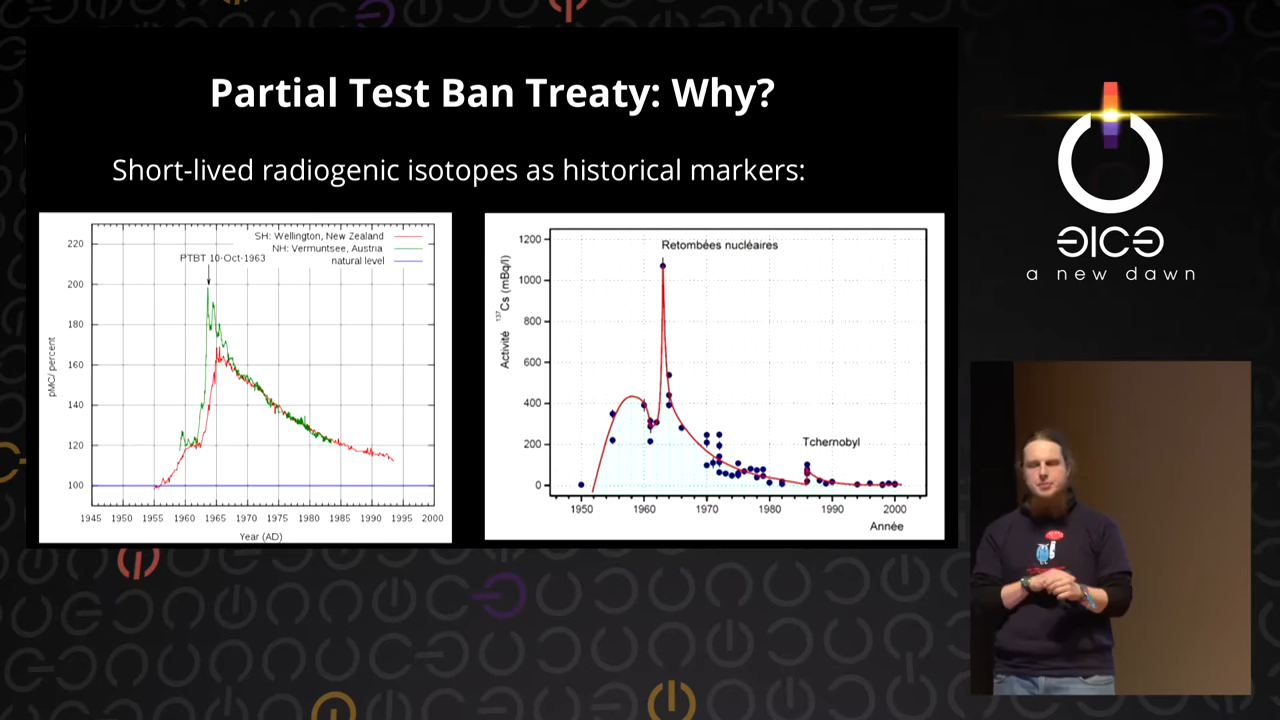 Partial Test Ban Treaty: Why?
Short-lived radiogenic isotopes as historical markers:
SH: Wellington, New Zealand
NH: Vermuntsee, Austria
natural level
PTBT 10-Oct-1963
pMC/ percent
220
200
180
160
140
120
100
1945 1950 1955 1960 1965 1970 1975 1980 1985 1990 1995 2000
Year (AD)
Retombées nucléaires
Tchernobyl
Activité ¹³⁷Cs (mBq/l)
1200
1000
800
600
400
200
0
1950 1960 1970 1980 1990 2000
Année
a new dawn